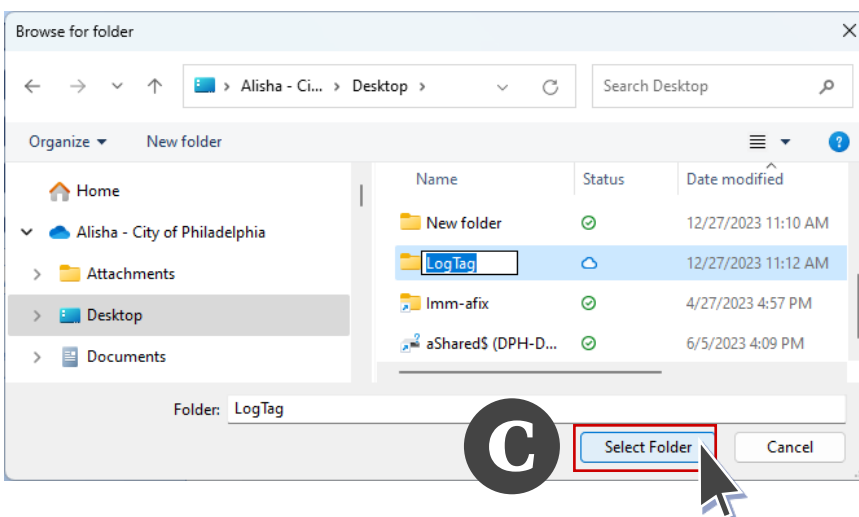 Browse for folder
Alisha - Ci... > Desktop >
Search Desktop
Organize New folder
?
Name Status Date modified
Home
New folder 12/27/2023 11:10 AM
Alisha - City of Philadelphia
LogTag 12/27/2023 11:12 AM
Attachments
Imm-afix 4/27/2023 4:57 PM
Desktop
aShared$ (DPH-D... 6/5/2023 4:09 PM
Documents
Folder: LogTag
C
Select Folder Cancel